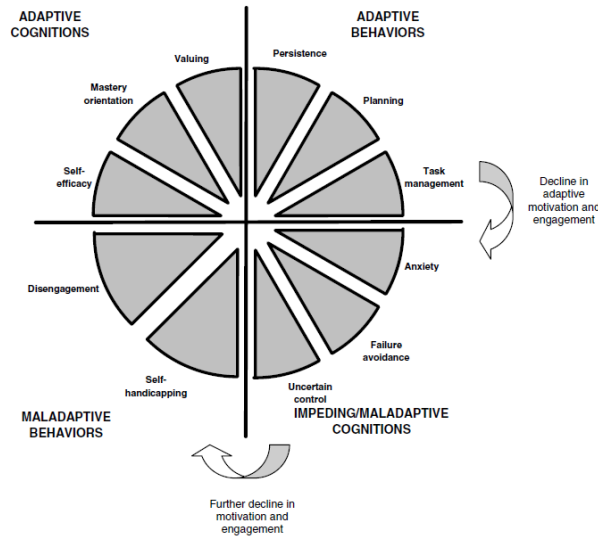 ADAPTIVE
COGNITIONS
ADAPTIVE
BEHAVIORS
Valuing
Persistence
Mastery
orientation
Planning
Self-
efficacy
Task
management
Decline in
adaptive
motivation and
engagement
Disengagement
Anxiety
Failure
avoidance
Self-
handicapping
Uncertain
control
MALADAPTIVE
BEHAVIORS
IMPEDING/MALADAPTIVE
COGNITIONS
Further decline in
motivation and
engagement